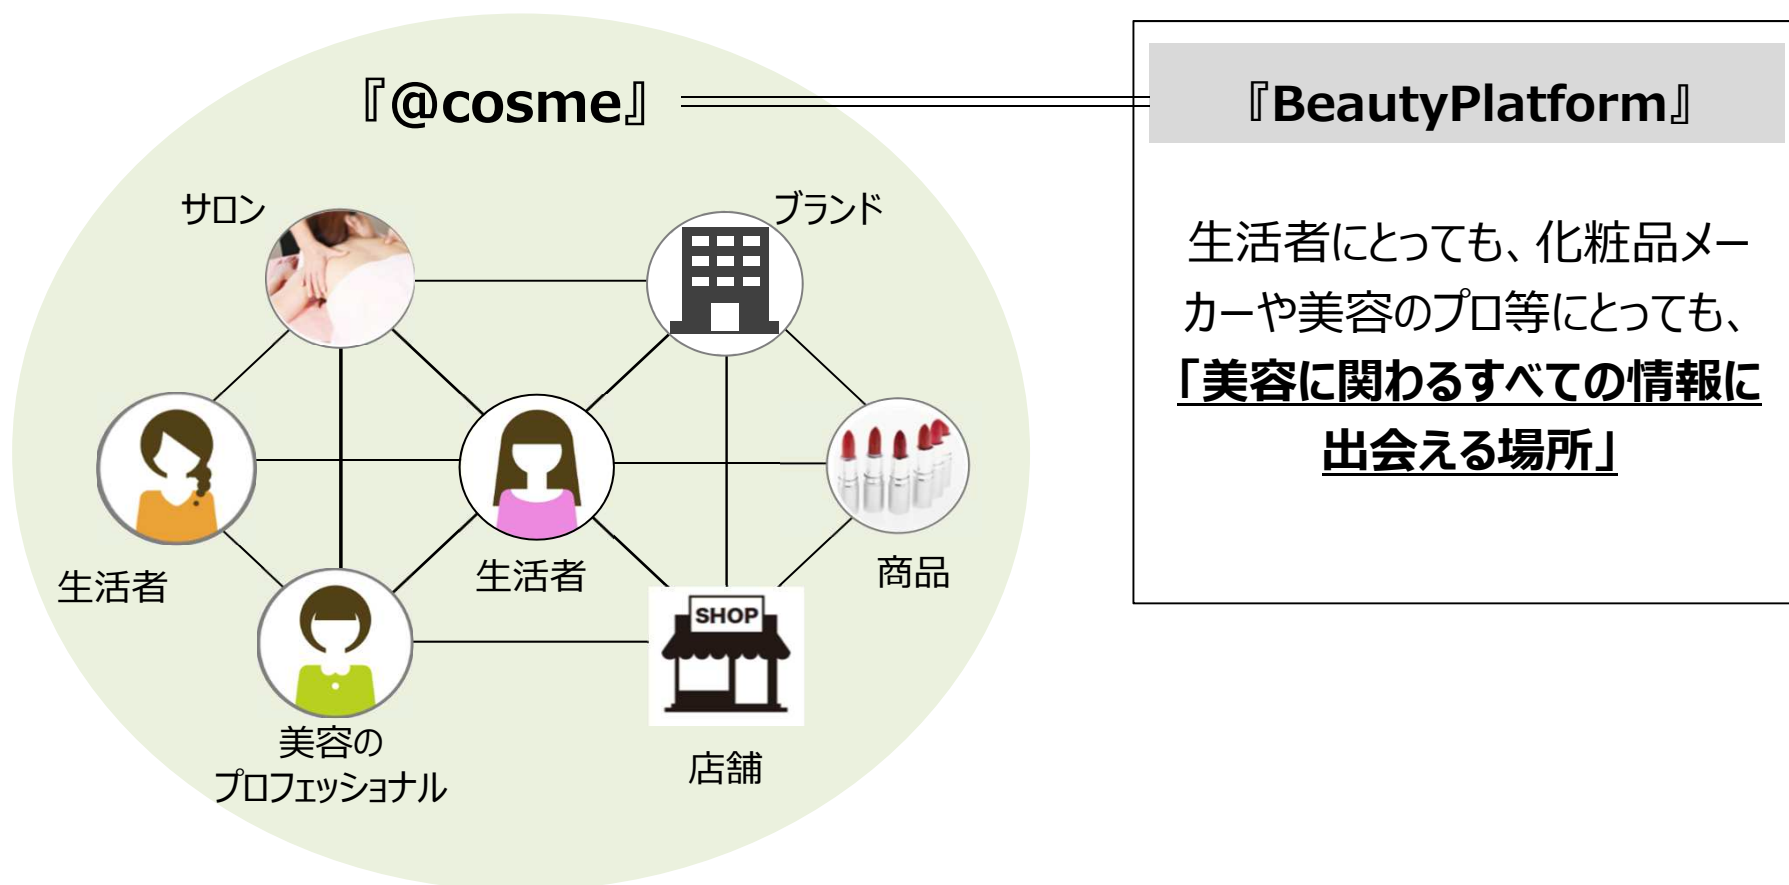 『@cosme』
サロン
ブランド
生活者
生活者
商品
美容の
プロフェッショナル
SHOP
店舗
『BeautyPlatform』
生活者にとっても、化粧品メー
カーや美容のプロ等にとっても、
「美容に関わるすべての情報に
出会える場所」